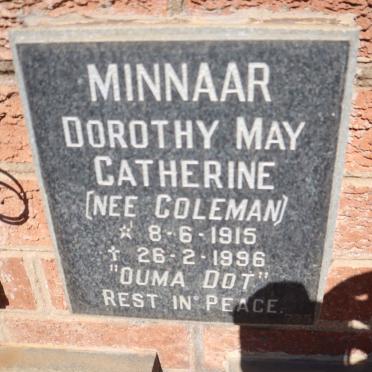 MINNAAR
DOROTHY MAY
CATHERINE
(NEE COLEMAN)
☆ 8-6-1915
✝ 26-2-1996
"OUMA DOT"
REST IN PEACE.